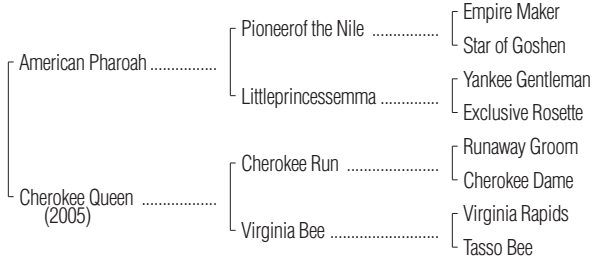 Empire Maker
Pioneerof the Nile ................
Star of Goshen
American Pharoah ................
Yankee Gentleman
Littleprincessemma ..............
Exclusive Rosette
Runaway Groom
Cherokee Run ......................
Cherokee Dame
Cherokee Queen ..................
(2005)
Virginia Rapids
Virginia Bee ..........................
Tasso Bee